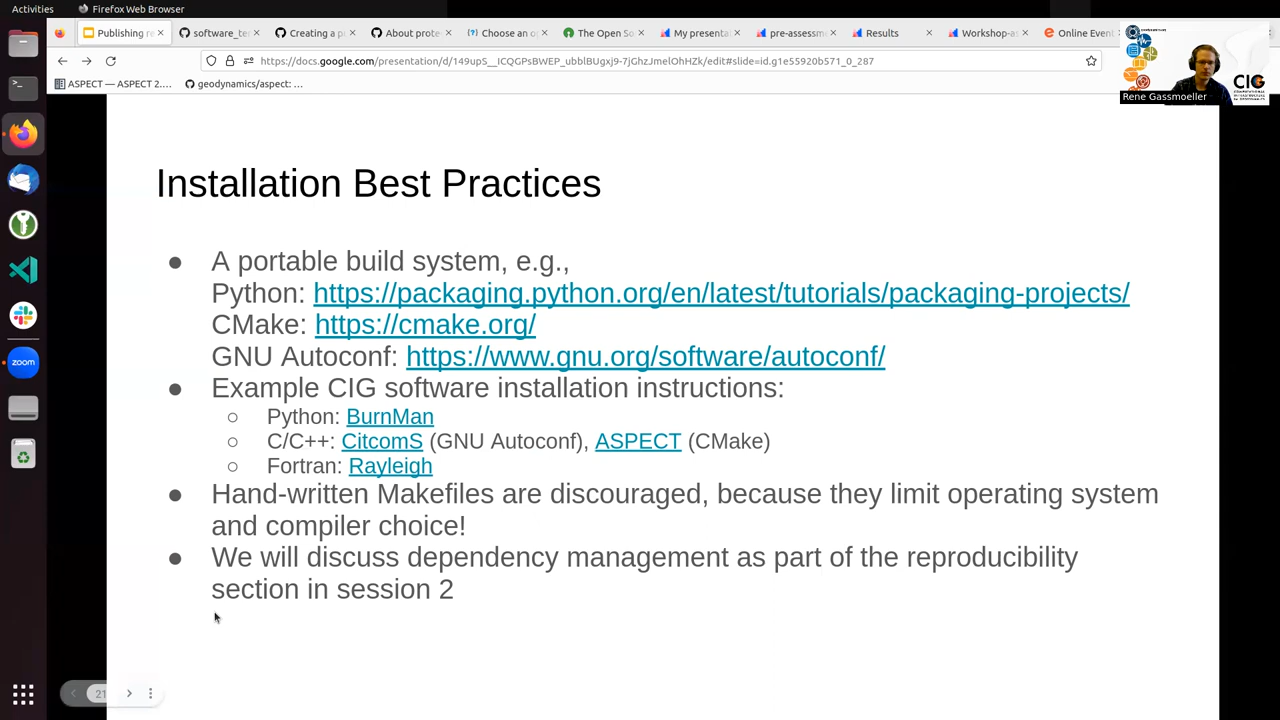 Activities
Firefox Web Browser
Publishing re
software_te
Creating a p
About prote
Choose an o
The Open So
My presenta
pre-assessm
Results
Workshop-as
Online Even
https://docs.google.com/presentation/d/149upS__ICQGPsBWEP_ubblBUgxj9-7jGhzJmelOhHZk/edit#slide=id.g1e55920b571_0_287
ASPECT — ASPECT 2....
geodynamics/aspect: ...
Rene Gassmoeller
CIG
Installation Best Practices
● A portable build system, e.g.,
Python: https://packaging.python.org/en/latest/tutorials/packaging-projects/
CMake: https://cmake.org/
GNU Autoconf: https://www.gnu.org/software/autoconf/
● Example CIG software installation instructions:
○ Python: BurnMan
○ C/C++: CitcomS (GNU Autoconf), ASPECT (CMake)
○ Fortran: Rayleigh
● Hand-written Makefiles are discouraged, because they limit operating system
and compiler choice!
● We will discuss dependency management as part of the reproducibility
section in session 2
zoom
21